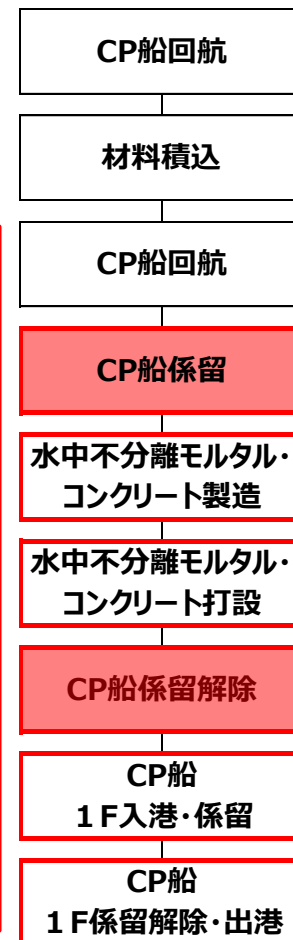 CP船回航
材料積込
CP船回航
CP船係留
水中不分離モルタル・
コンクリート製造
水中不分離モルタル・
コンクリート打設
CP船係留解除
CP船
１F入港・係留
CP船
１F係留解除・出港